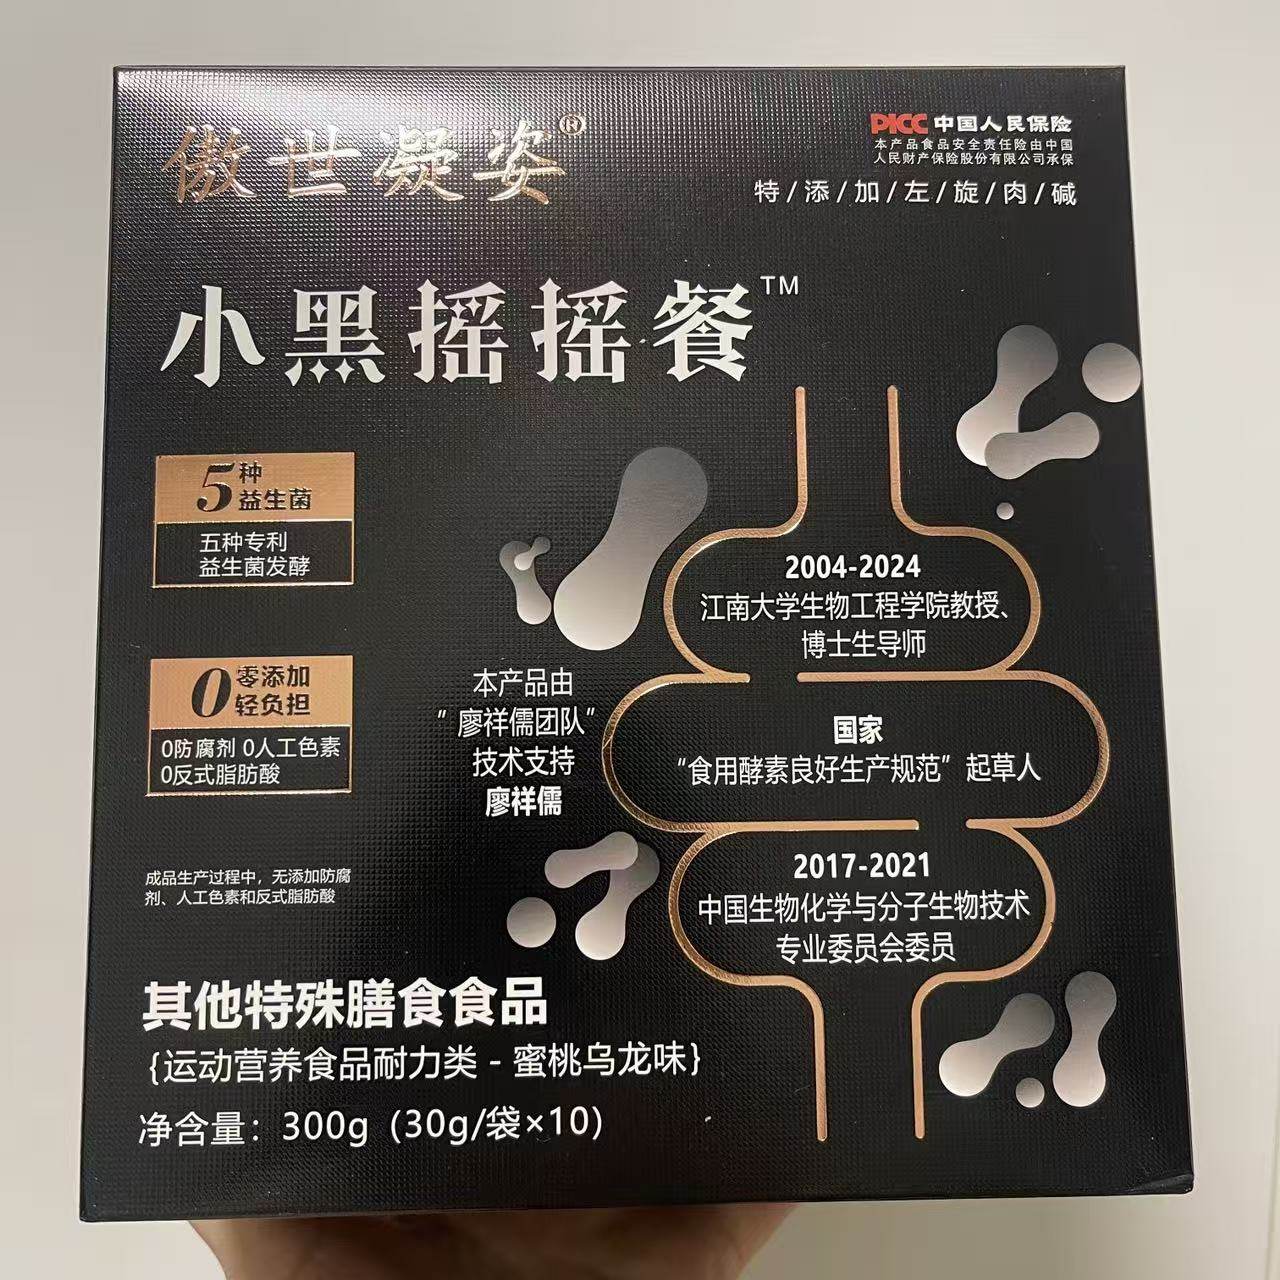 傲世凝姿®
PICC 中国人民保险
本产品食品安全责任险由中国
人民财产保险股份有限公司承保
特/添/加/左/旋/肉/碱
小黑摇摇餐™
5种
益生菌
五种专利
益生菌发酵
0零添加
轻负担
0防腐剂 0人工色素
0反式脂肪酸
成品生产过程中，无添加防腐
剂、人工色素和反式脂肪酸
本产品由
“廖祥儒团队”
技术支持
廖祥儒
2004-2024
江南大学生物工程学院教授、
博士生导师
国家
“食用酵素良好生产规范”起草人
2017-2021
中国生物化学与分子生物技术
专业委员会委员
其他特殊膳食食品
{运动营养食品耐力类 - 蜜桃乌龙味}
净含量：300g (30g/袋×10)